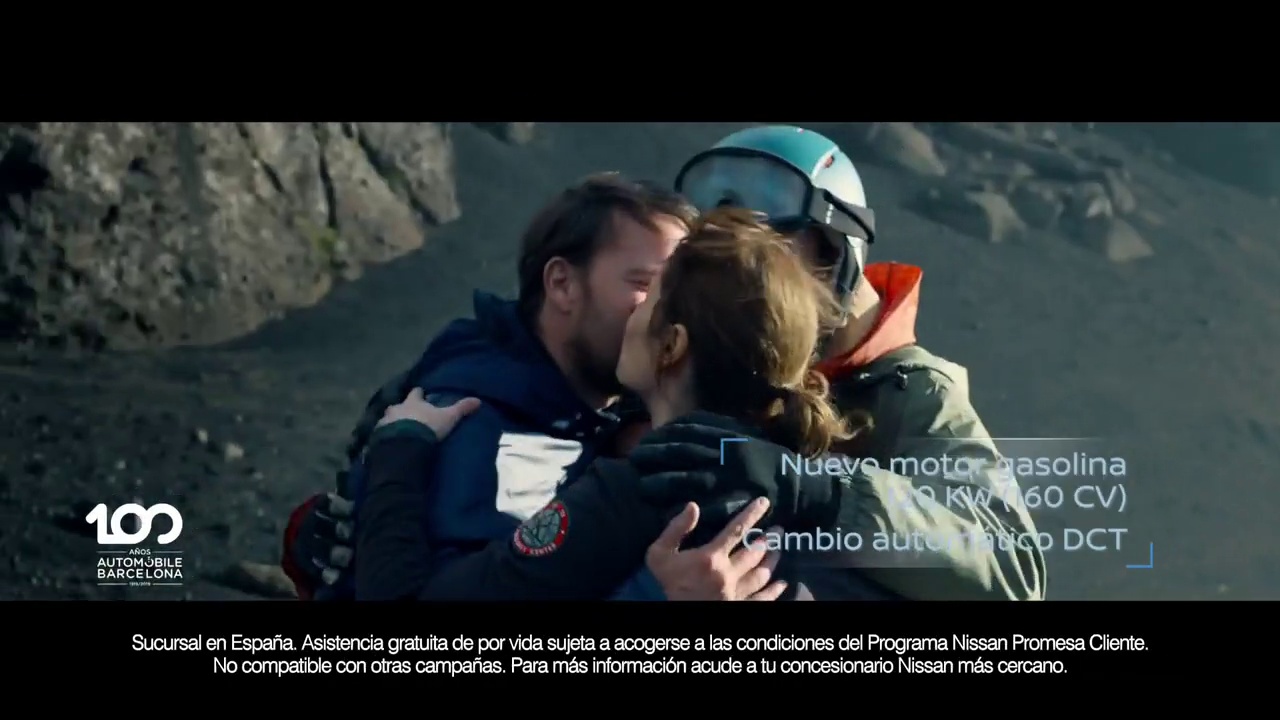 Nuevo motor gasolina
120 KW (160 CV)
Cambio automático DCT
100
AÑOS
AUTOMOBILE
BARCELONA
1919/2019
Sucursal en España. Asistencia gratuita de por vida sujeta a acogerse a las condiciones del Programa Nissan Promesa Cliente.
No compatible con otras campañas. Para más información acude a tu concesionario Nissan más cercano.